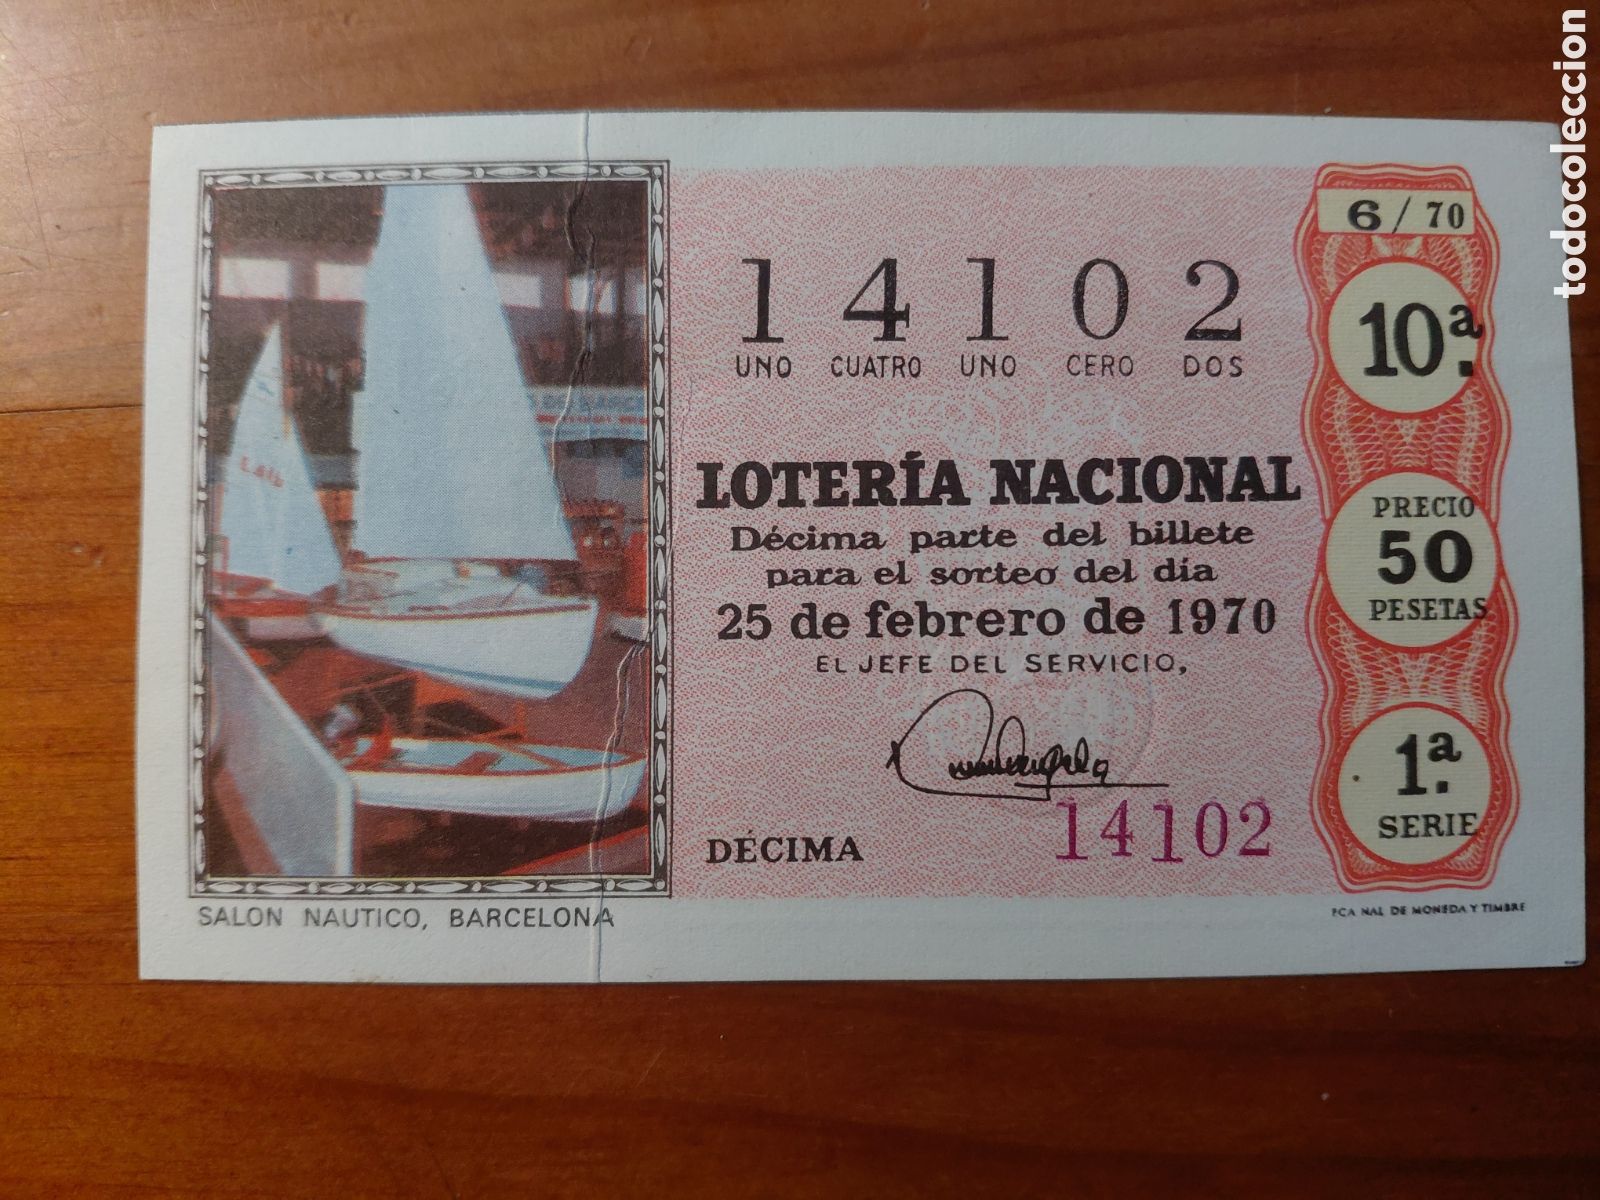 6 / 70
14102
UNO CUATRO UNO CERO DOS
10ª.
LOTERÍA NACIONAL
Décima parte del billete
para el sorteo del día
25 de febrero de 1970
EL JEFE DEL SERVICIO,
PRECIO
50
PESETAS
14102
DÉCIMA
1ª.
SERIE
SALON NAUTICO, BARCELONA
FCA NAL DE MONEDA Y TIMBRE
todocoleccion